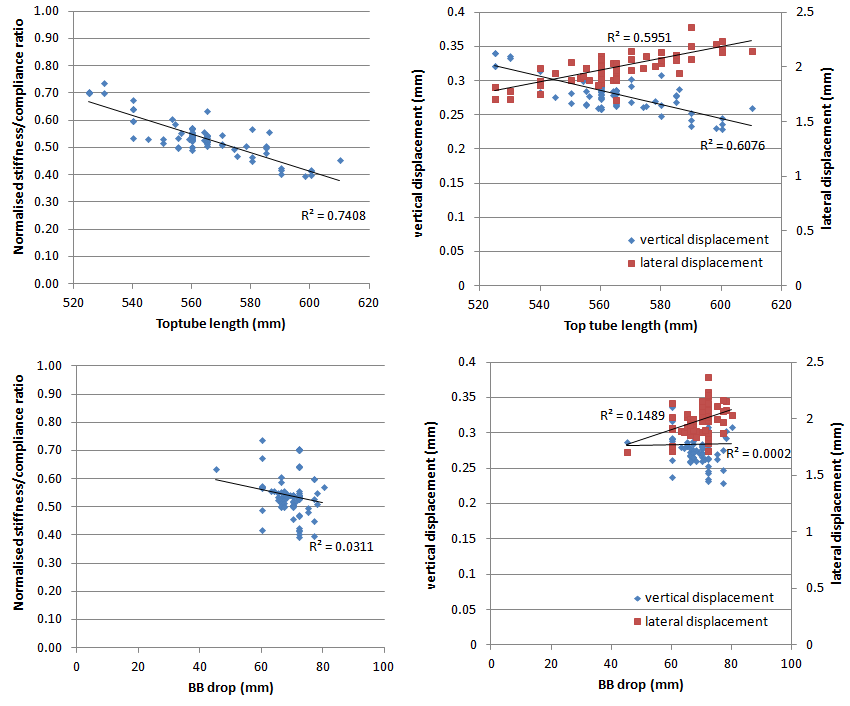 Normalised stiffness/compliance ratio
1.00
0.90
0.80
0.70
0.60
0.50
0.40
0.30
0.20
0.10
0.00
R² = 0.7408
520 540 560 580 600 620
Toptube length (mm)
vertical displacement (mm)
0.4
0.35
0.3
0.25
0.2
0.15
0.1
0.05
0
R² = 0.5951
R² = 0.6076
vertical displacement
lateral displacement
2.5
2
1.5
1
0.5
0
lateral displacement (mm)
520 540 560 580 600 620
Top tube length (mm)
Normalised stiffness/compliance ratio
1.00
0.90
0.80
0.70
0.60
0.50
0.40
0.30
0.20
0.10
0.00
R² = 0.0311
0 20 40 60 80 100
BB drop (mm)
vertical displacement (mm)
0.4
0.35
0.3
0.25
0.2
0.15
0.1
0.05
0
R² = 0.1489
R² = 0.0002
vertical displacement
lateral displacement
2.5
2
1.5
1
0.5
0
lateral displacement (mm)
0 20 40 60 80 100
BB drop (mm)